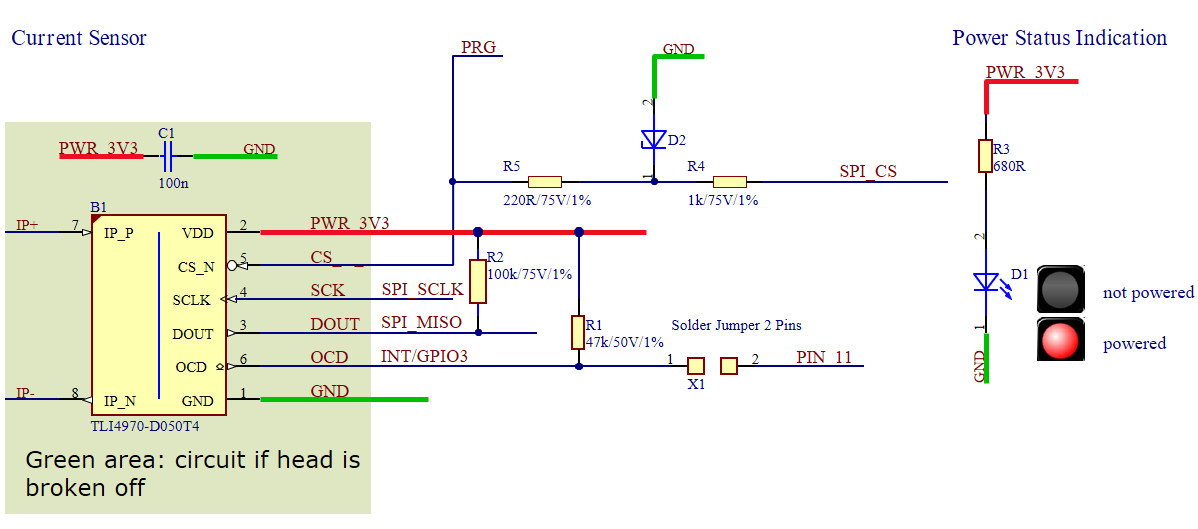 Current Sensor
Power Status Indication
PRG
GND
PWR_3V3
2
D2
1
C1
PWR_3V3
GND
100n
R3
680R
R5
R4
SPI_CS
220R/75V/1%
1k/75V/1%
B1
IP+
7
IP_P
VDD
2
PWR_3V3
CS_N
5
CS_ _
R2
100k/75V/1%
SCLK
4
SCK
SPI_SCLK
DOUT
3
DOUT
SPI_MISO
R1
47k/50V/1%
Solder Jumper 2 Pins
OCD
6
OCD
INT/GPIO3
1
X1
2
PIN_11
IP-
8
IP_N
GND
1
GND
TLI4970-D050T4
2
D1
1
GND
not powered
powered
Green area: circuit if head is
broken off